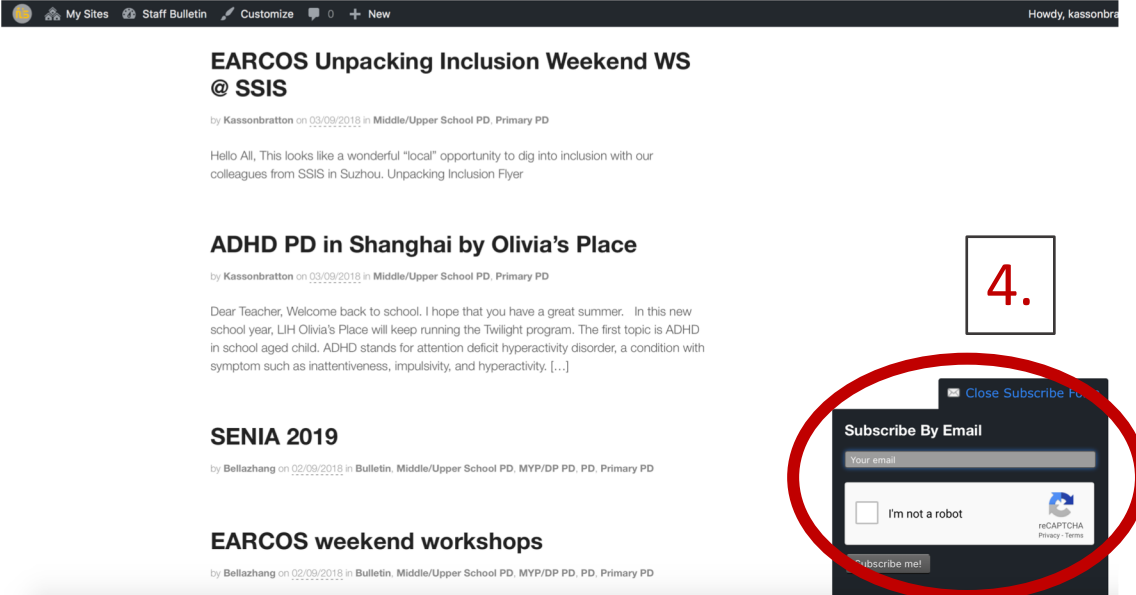 My Sites Staff Bulletin Customize 0 New Howdy, kassonbra
EARCOS Unpacking Inclusion Weekend WS
@ SSIS
by Kassonbratton on 03/09/2018 in Middle/Upper School PD, Primary PD
Hello All, This looks like a wonderful “local” opportunity to dig into inclusion with our
colleagues from SSIS in Suzhou. Unpacking Inclusion Flyer
ADHD PD in Shanghai by Olivia’s Place
by Kassonbratton on 03/09/2018 in Middle/Upper School PD, Primary PD
Dear Teacher, Welcome back to school. I hope that you have a great summer. In this new
school year, LIH Olivia’s Place will keep running the Twilight program. The first topic is ADHD
in school aged child. ADHD stands for attention deficit hyperactivity disorder, a condition with
symptom such as inattentiveness, impulsivity, and hyperactivity. […]
SENIA 2019
by Bellazhang on 02/09/2018 in Bulletin, Middle/Upper School PD, MYP/DP PD, PD, Primary PD
EARCOS weekend workshops
by Bellazhang on 02/09/2018 in Bulletin, Middle/Upper School PD, MYP/DP PD, PD, Primary PD
4.
Close Subscribe Form
Subscribe By Email
Your email
I'm not a robot
reCAPTCHA
Privacy - Terms
Subscribe me!